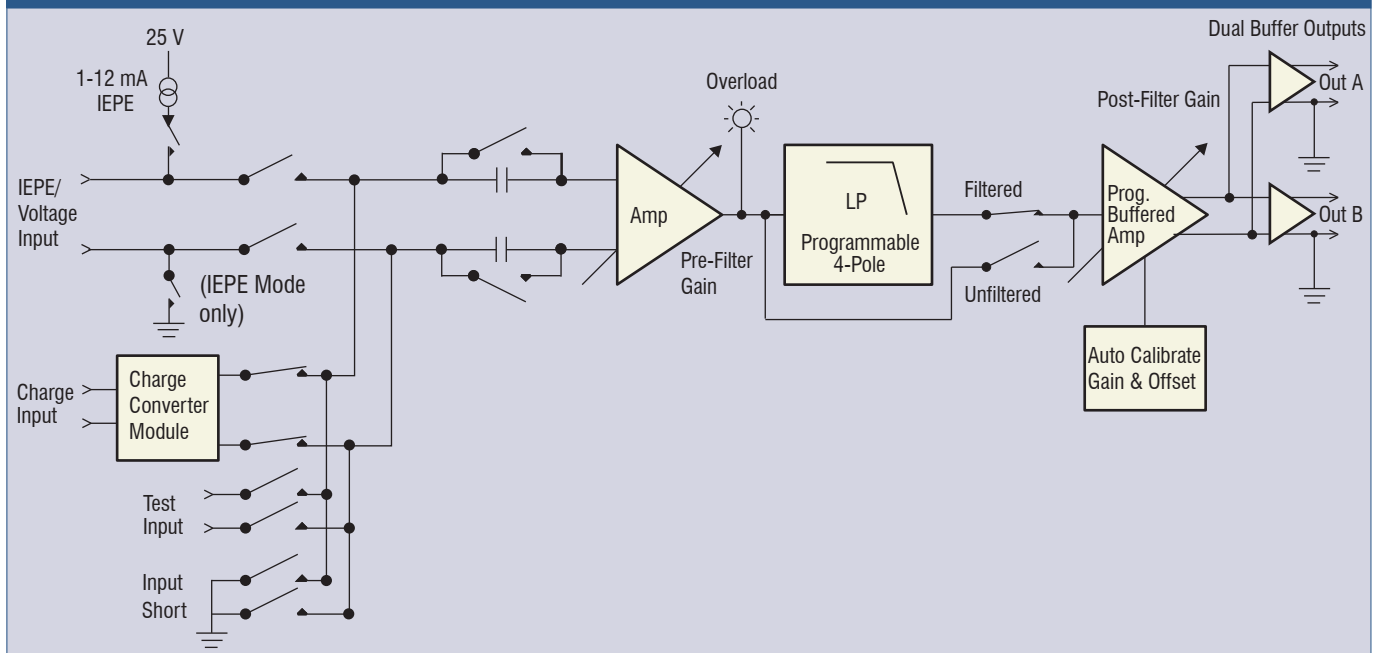 Dual Buffer Outputs
25 V
1-12 mA
IEPE
Overload
Out A
Post-Filter Gain
IEPE/
Voltage
Input
Amp
LP
Programmable
4-Pole
Filtered
Unfiltered
Prog.
Buffered
Amp
Out B
Pre-Filter
Gain
(IEPE Mode
only)
Auto Calibrate
Gain & Offset
Charge
Input
Charge
Converter
Module
Test
Input
Input
Short